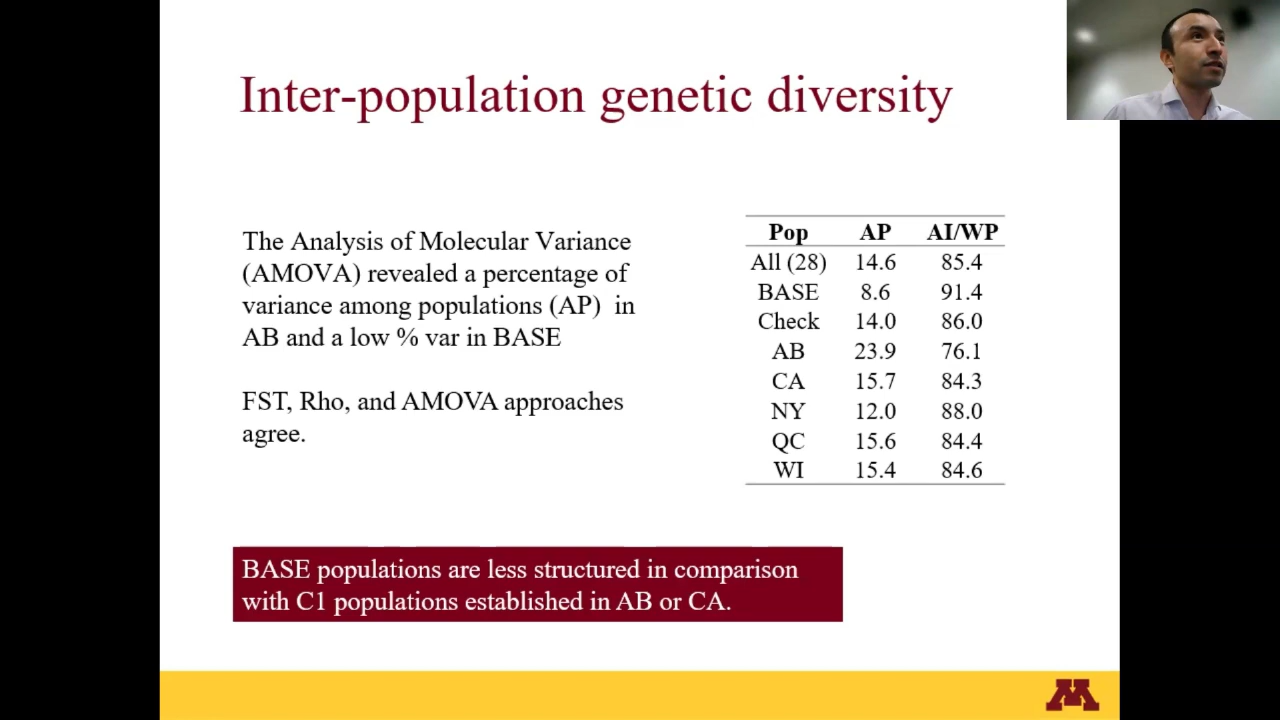 Inter-population genetic diversity
The Analysis of Molecular Variance
(AMOVA) revealed a percentage of
variance among populations (AP) in
AB and a low % var in BASE
FST, Rho, and AMOVA approaches
agree.
Pop AP AI/WP
All (28) 14.6 85.4
BASE 8.6 91.4
Check 14.0 86.0
AB 23.9 76.1
CA 15.7 84.3
NY 12.0 88.0
QC 15.6 84.4
WI 15.4 84.6
BASE populations are less structured in comparison
with C1 populations established in AB or CA.
M